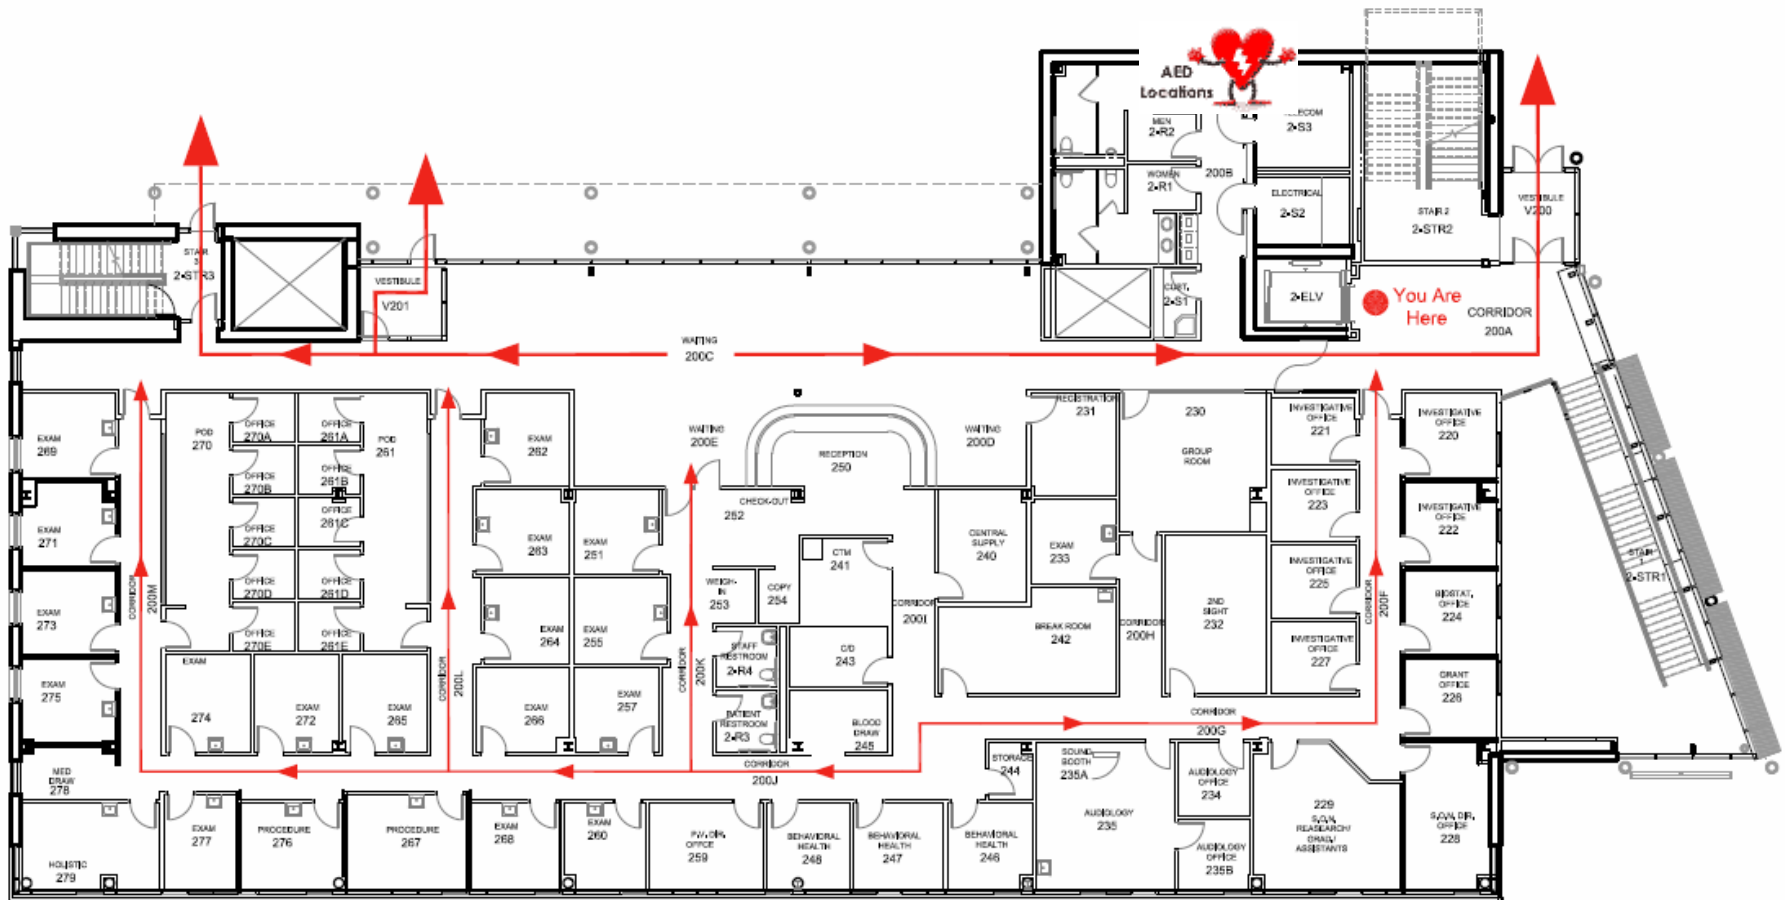 AED
Locations
MEN
2-R2
2-S3
WOMEN
2-R1
200B
ELECTRICAL
2-S2
STAIR 2
2-STR2
VESTIBULE
V200
STAIR
3
2-STR3
VESTIBULE
V201
CUST.
2-S1
2-ELV
You Are
Here
CORRIDOR
200A
WAITING
200C
EXAM
269
POD
270
OFFICE
270A
OFFICE
261A
POD
261
EXAM
262
WAITING
200E
RECEPTION
250
WAITING
200D
REGISTRATION
231
230
GROUP
ROOM
INVESTIGATIVE
OFFICE
221
INVESTIGATIVE
OFFICE
220
OFFICE
270B
OFFICE
261B
CHECK-OUT
252
INVESTIGATIVE
OFFICE
223
INVESTIGATIVE
OFFICE
222
EXAM
271
OFFICE
270C
OFFICE
261C
EXAM
263
EXAM
251
CTM
241
CENTRAL
SUPPLY
240
EXAM
233
INVESTIGATIVE
OFFICE
225
STAIR
1
2-STR1
CORRIDOR
200M
OFFICE
270D
OFFICE
261D
WEIGH-
IN
253
COPY
254
CORRIDOR
200I
2ND
SIGHT
232
CORRIDOR
200F
BIOSTAT.
OFFICE
224
EXAM
273
OFFICE
270E
OFFICE
261E
EXAM
264
EXAM
255
STAFF
RESTROOM
2-R4
C/D
243
BREAK ROOM
242
CORRIDOR
200H
INVESTIGATIVE
OFFICE
227
EXAM
275
EXAM
274
EXAM
272
EXAM
265
CORRIDOR
200L
EXAM
266
EXAM
257
CORRIDOR
200K
PATIENT
RESTROOM
2-R3
BLOOD
DRAW
245
CORRIDOR
200G
GRANT
OFFICE
226
MED
DRAW
278
CORRIDOR
200J
STORAGE
244
SOUND
BOOTH
235A
AUDIOLOGY
OFFICE
234
HOLISTIC
279
EXAM
277
PROCEDURE
276
PROCEDURE
267
EXAM
268
EXAM
260
259
BEHAVIORAL
HEALTH
248
BEHAVIORAL
HEALTH
247
BEHAVIORAL
HEALTH
246
AUDIOLOGY
235
AUDIOLOGY
OFFICE
235B
229
S.O.N.
REASEARCH/
GRAD./
ASSISTANTS
S.O.N. DIR.
OFFICE
228